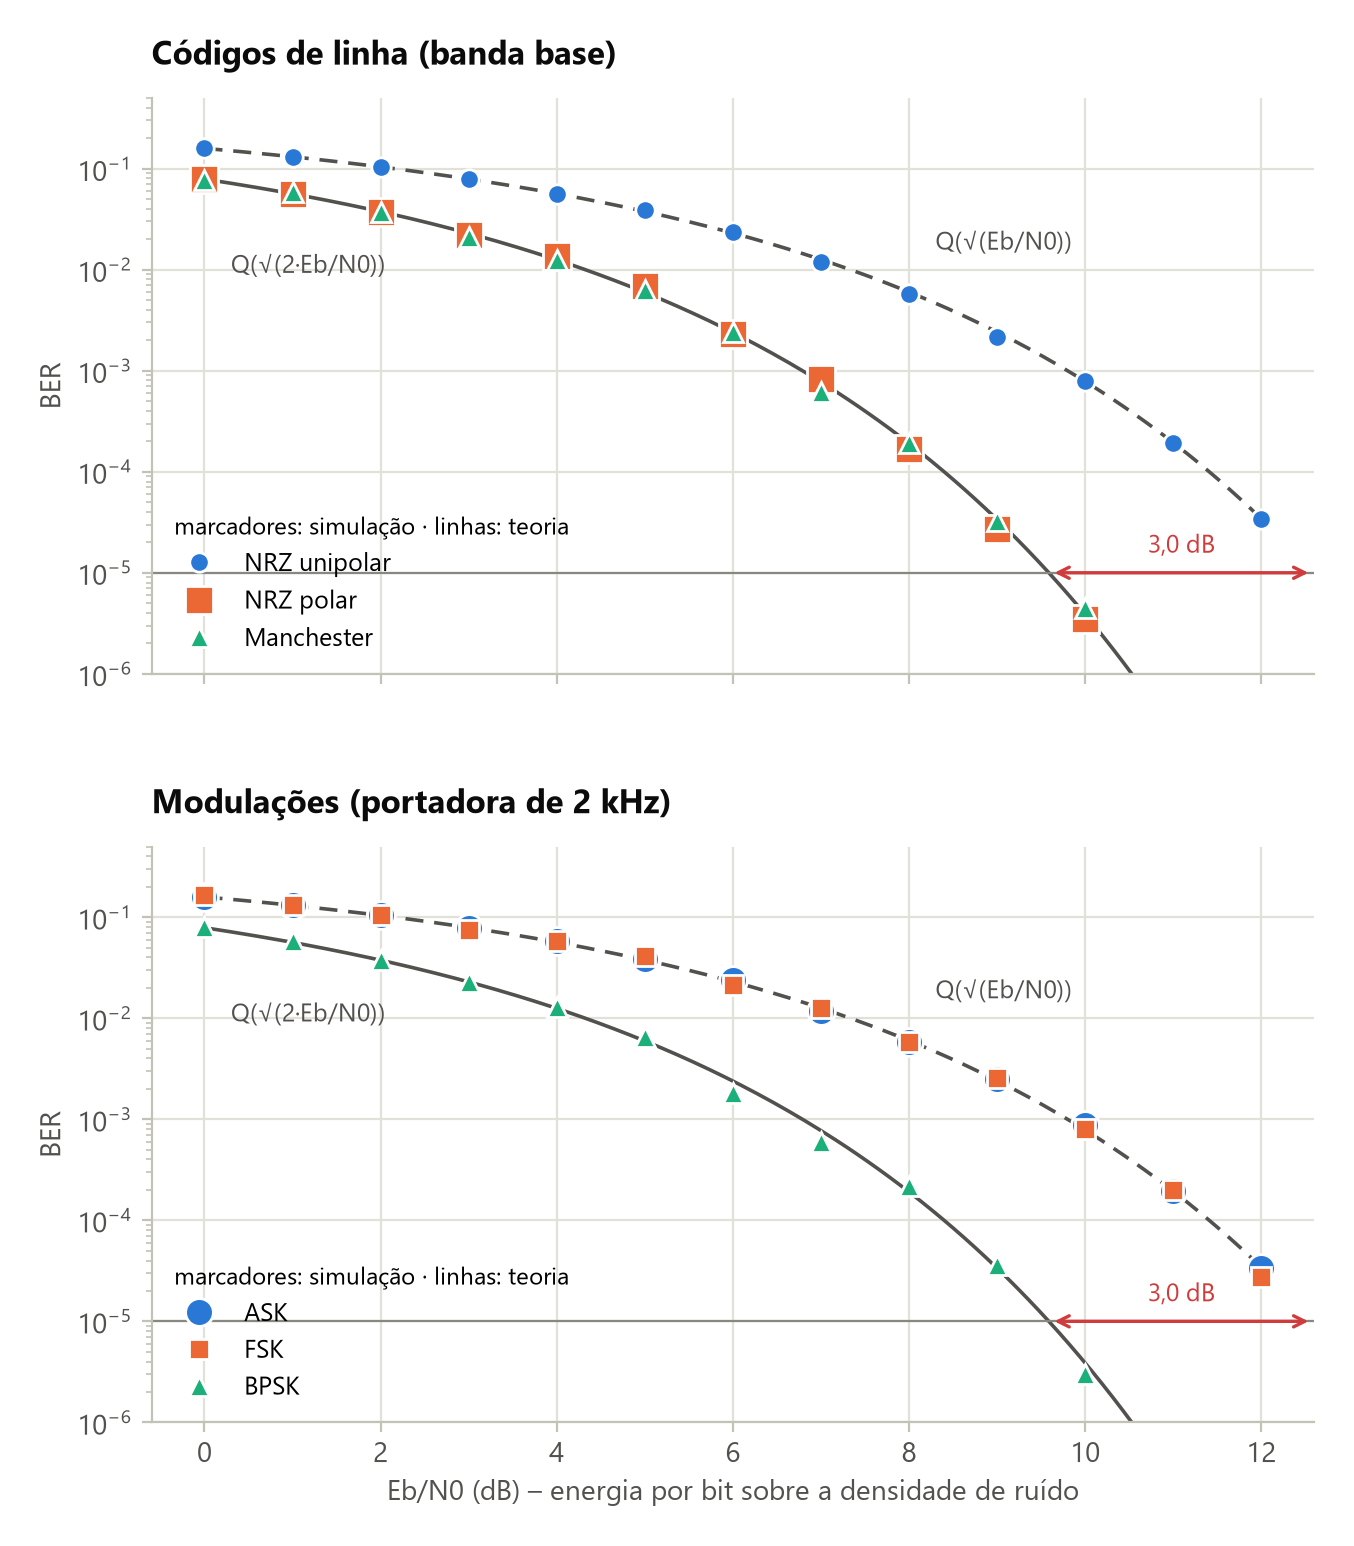 Códigos de linha (banda base)
10⁻¹
Q(√(Eb/N0))
Q(√(2·Eb/N0))
10⁻²
BER
10⁻³
10⁻⁴
marcadores: simulação · linhas: teoria
3,0 dB
NRZ unipolar
10⁻⁵
NRZ polar
Manchester
10⁻⁶
Modulações (portadora de 2 kHz)
10⁻¹
Q(√(Eb/N0))
Q(√(2·Eb/N0))
10⁻²
BER
10⁻³
10⁻⁴
marcadores: simulação · linhas: teoria
3,0 dB
ASK
10⁻⁵
FSK
BPSK
10⁻⁶
0 2 4 6 8 10 12
Eb/N0 (dB) – energia por bit sobre a densidade de ruído